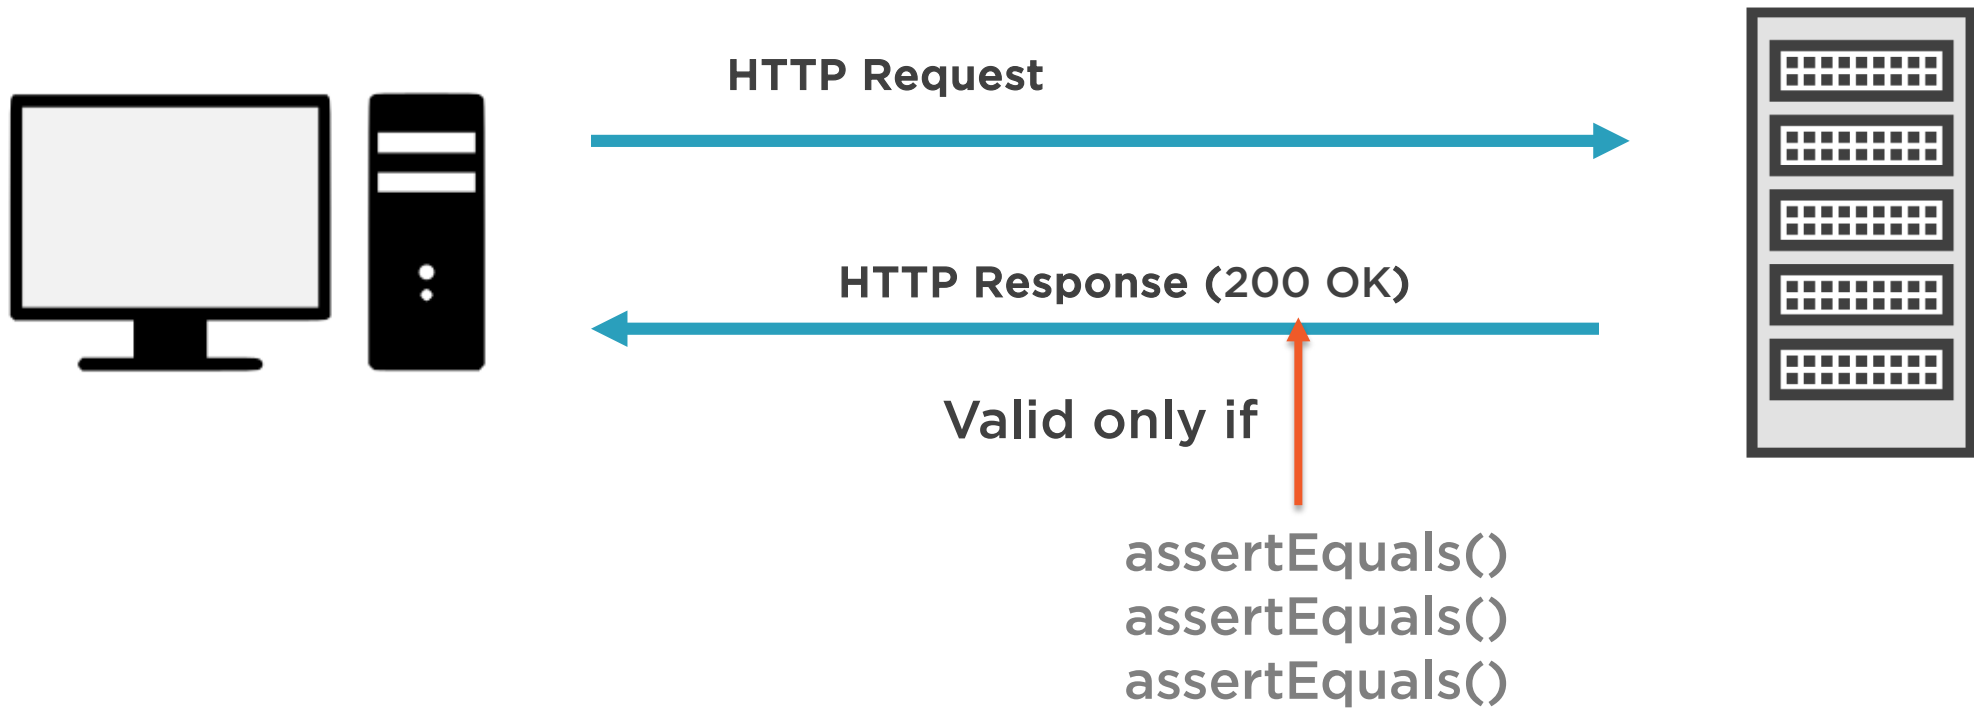 HTTP Request
HTTP Response (200 OK)
Valid only if
assertEquals()
assertEquals()
assertEquals()